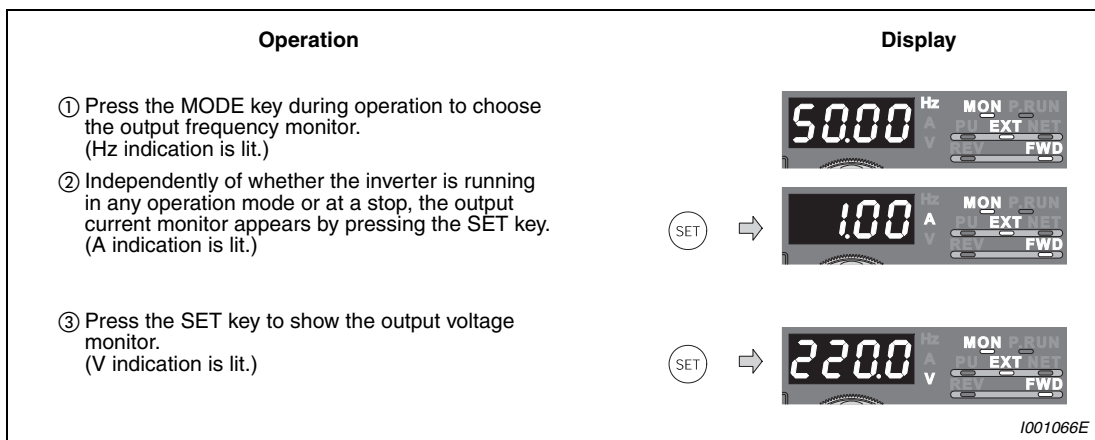 Operation
Display
① Press the MODE key during operation to choose
the output frequency monitor.
(Hz indication is lit.)
50.00 Hz MON P.RUN
A PU EXT NET
V REV FWD
② Independently of whether the inverter is running
in any operation mode or at a stop, the output
current monitor appears by pressing the SET key.
(A indication is lit.)
SET
1.00 Hz MON P.RUN
A PU EXT NET
V REV FWD
③ Press the SET key to show the output voltage
monitor.
(V indication is lit.)
SET
220.0 Hz MON P.RUN
A PU EXT NET
V REV FWD
I001066E